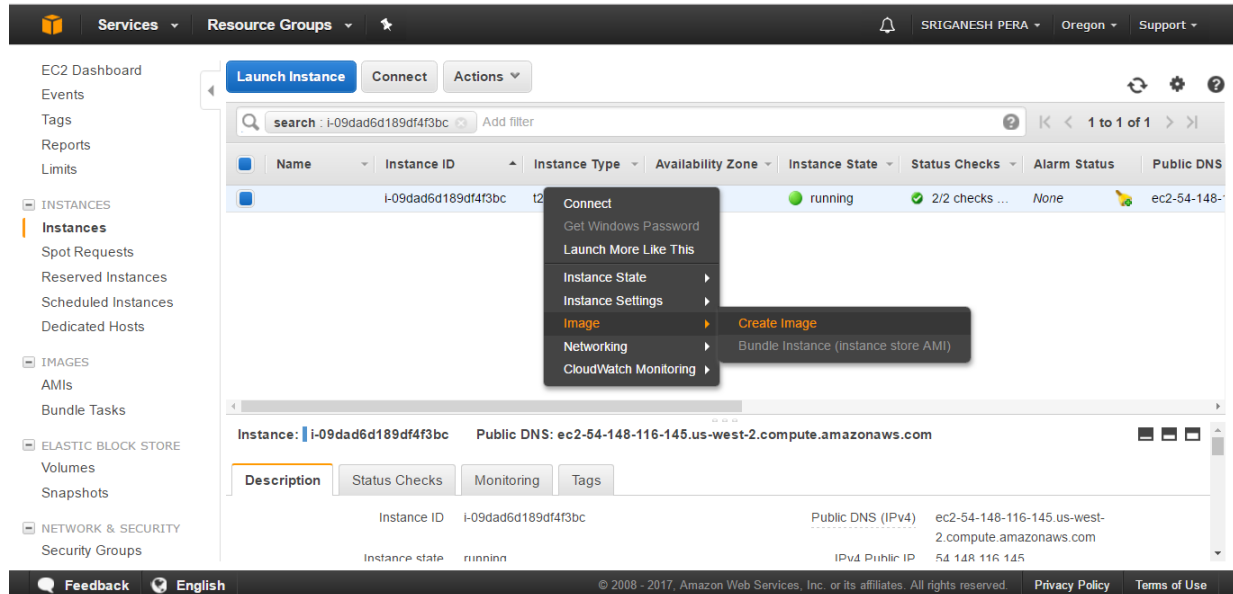 Services Resource Groups SRIGANESH PERA Oregon Support
EC2 Dashboard
Events
Tags
Reports
Limits
INSTANCES
Instances
Spot Requests
Reserved Instances
Scheduled Instances
Dedicated Hosts
IMAGES
AMIs
Bundle Tasks
ELASTIC BLOCK STORE
Volumes
Snapshots
NETWORK & SECURITY
Security Groups
Launch Instance Connect Actions
search : i-09dad6d189df4f3bc Add filter 1 to 1 of 1
Name Instance ID Instance Type Availability Zone Instance State Status Checks Alarm Status Public DNS
i-09dad6d189df4f3bc t2 running 2/2 checks ... None ec2-54-148-
Connect
Get Windows Password
Launch More Like This
Instance State
Instance Settings
Image
Networking
CloudWatch Monitoring
Create Image
Bundle Instance (instance store AMI)
Instance: i-09dad6d189df4f3bc Public DNS: ec2-54-148-116-145.us-west-2.compute.amazonaws.com
Description Status Checks Monitoring Tags
Instance ID i-09dad6d189df4f3bc Public DNS (IPv4) ec2-54-148-116-145.us-west-
2.compute.amazonaws.com
Instance state running IPv4 Public IP 54.148.116.145
Feedback English © 2008 - 2017, Amazon Web Services, Inc. or its affiliates. All rights reserved. Privacy Policy Terms of Use